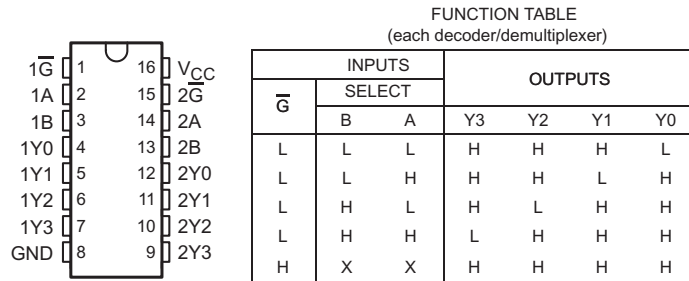 1G̅ 1 16 VCC
1A 2 15 2G̅
1B 3 14 2A
1Y0 4 13 2B
1Y1 5 12 2Y0
1Y2 6 11 2Y1
1Y3 7 10 2Y2
GND 8 9 2Y3
FUNCTION TABLE
(each decoder/demultiplexer)
INPUTS OUTPUTS
G̅ SELECT
B A Y3 Y2 Y1 Y0
L L L H H H L
L L H H H L H
L H L H L H H
L H H L H H H
H X X H H H H